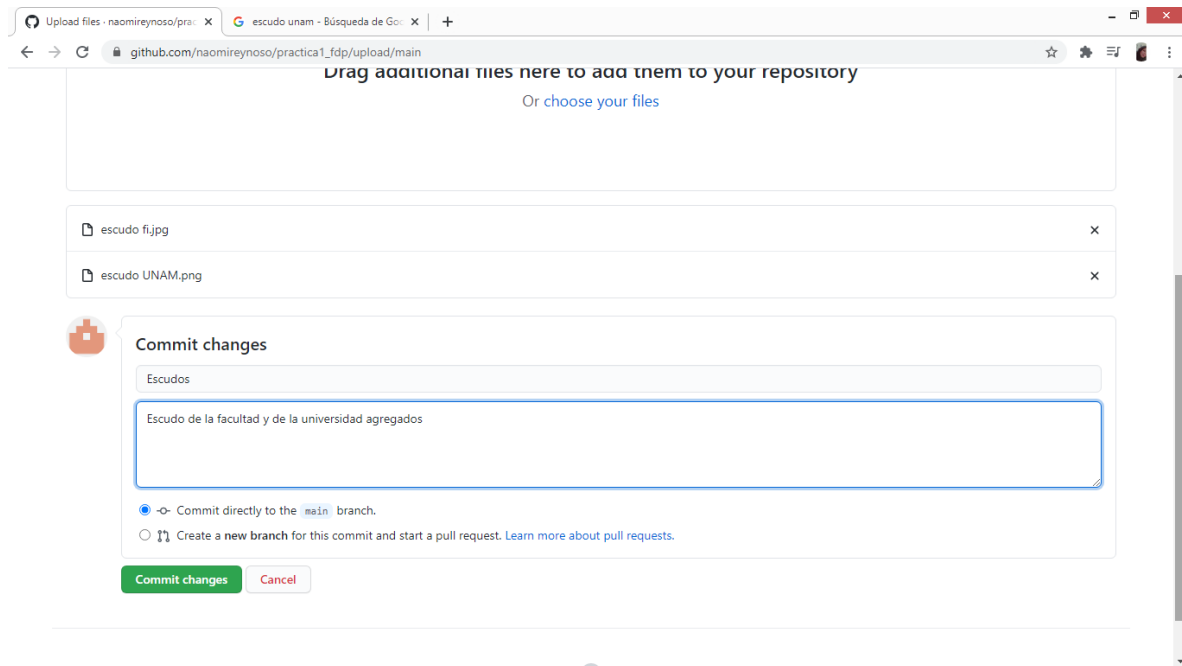 Upload files · naomireynoso/prac
escudo unam - Búsqueda de Goo
github.com/naomireynoso/practica1_fdp/upload/main
Drag additional files here to add them to your repository
Or choose your files
escudo fi.jpg
escudo UNAM.png
Commit changes
Escudos
Escudo de la facultad y de la universidad agregados
Commit directly to the main branch.
Create a new branch for this commit and start a pull request. Learn more about pull requests.
Commit changes
Cancel